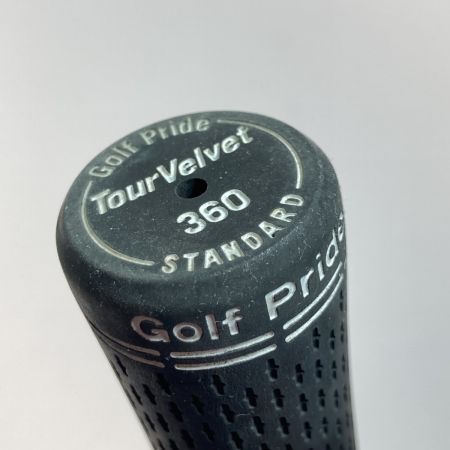 Golf Pride
TourVelvet
360
STANDARD
Golf Pride